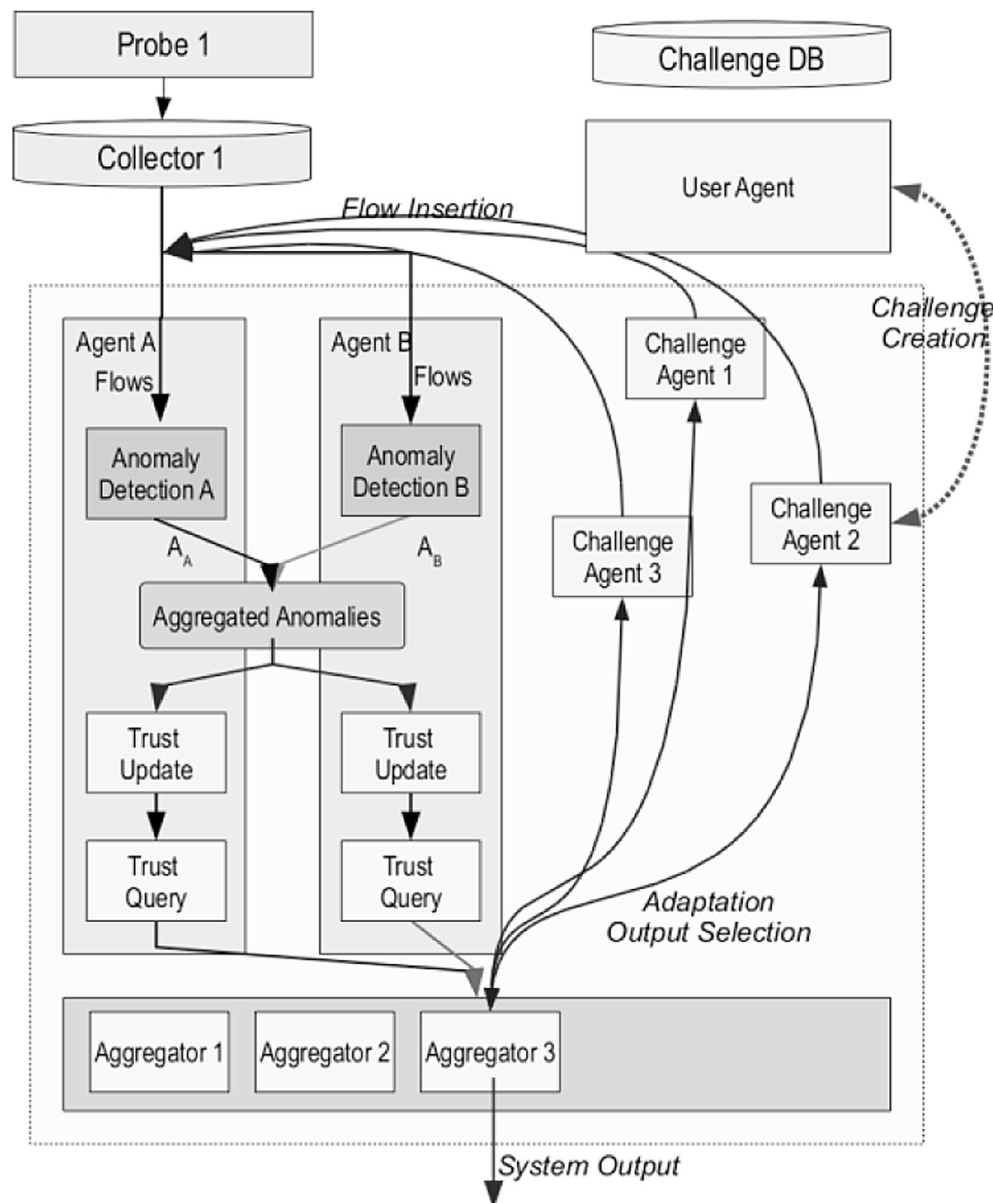 Probe 1
Challenge DB
Collector 1
User Agent
Flow Insertion
Challenge
Creation
Agent A
Flows
Agent B
Flows
Challenge
Agent 1
Anomaly
Detection A
Anomaly
Detection B
Challenge
Agent 2
Challenge
Agent 3
A_A
A_B
Aggregated Anomalies
Trust
Update
Trust
Update
Trust
Query
Trust
Query
Adaptation
Output Selection
Aggregator 1
Aggregator 2
Aggregator 3
System Output